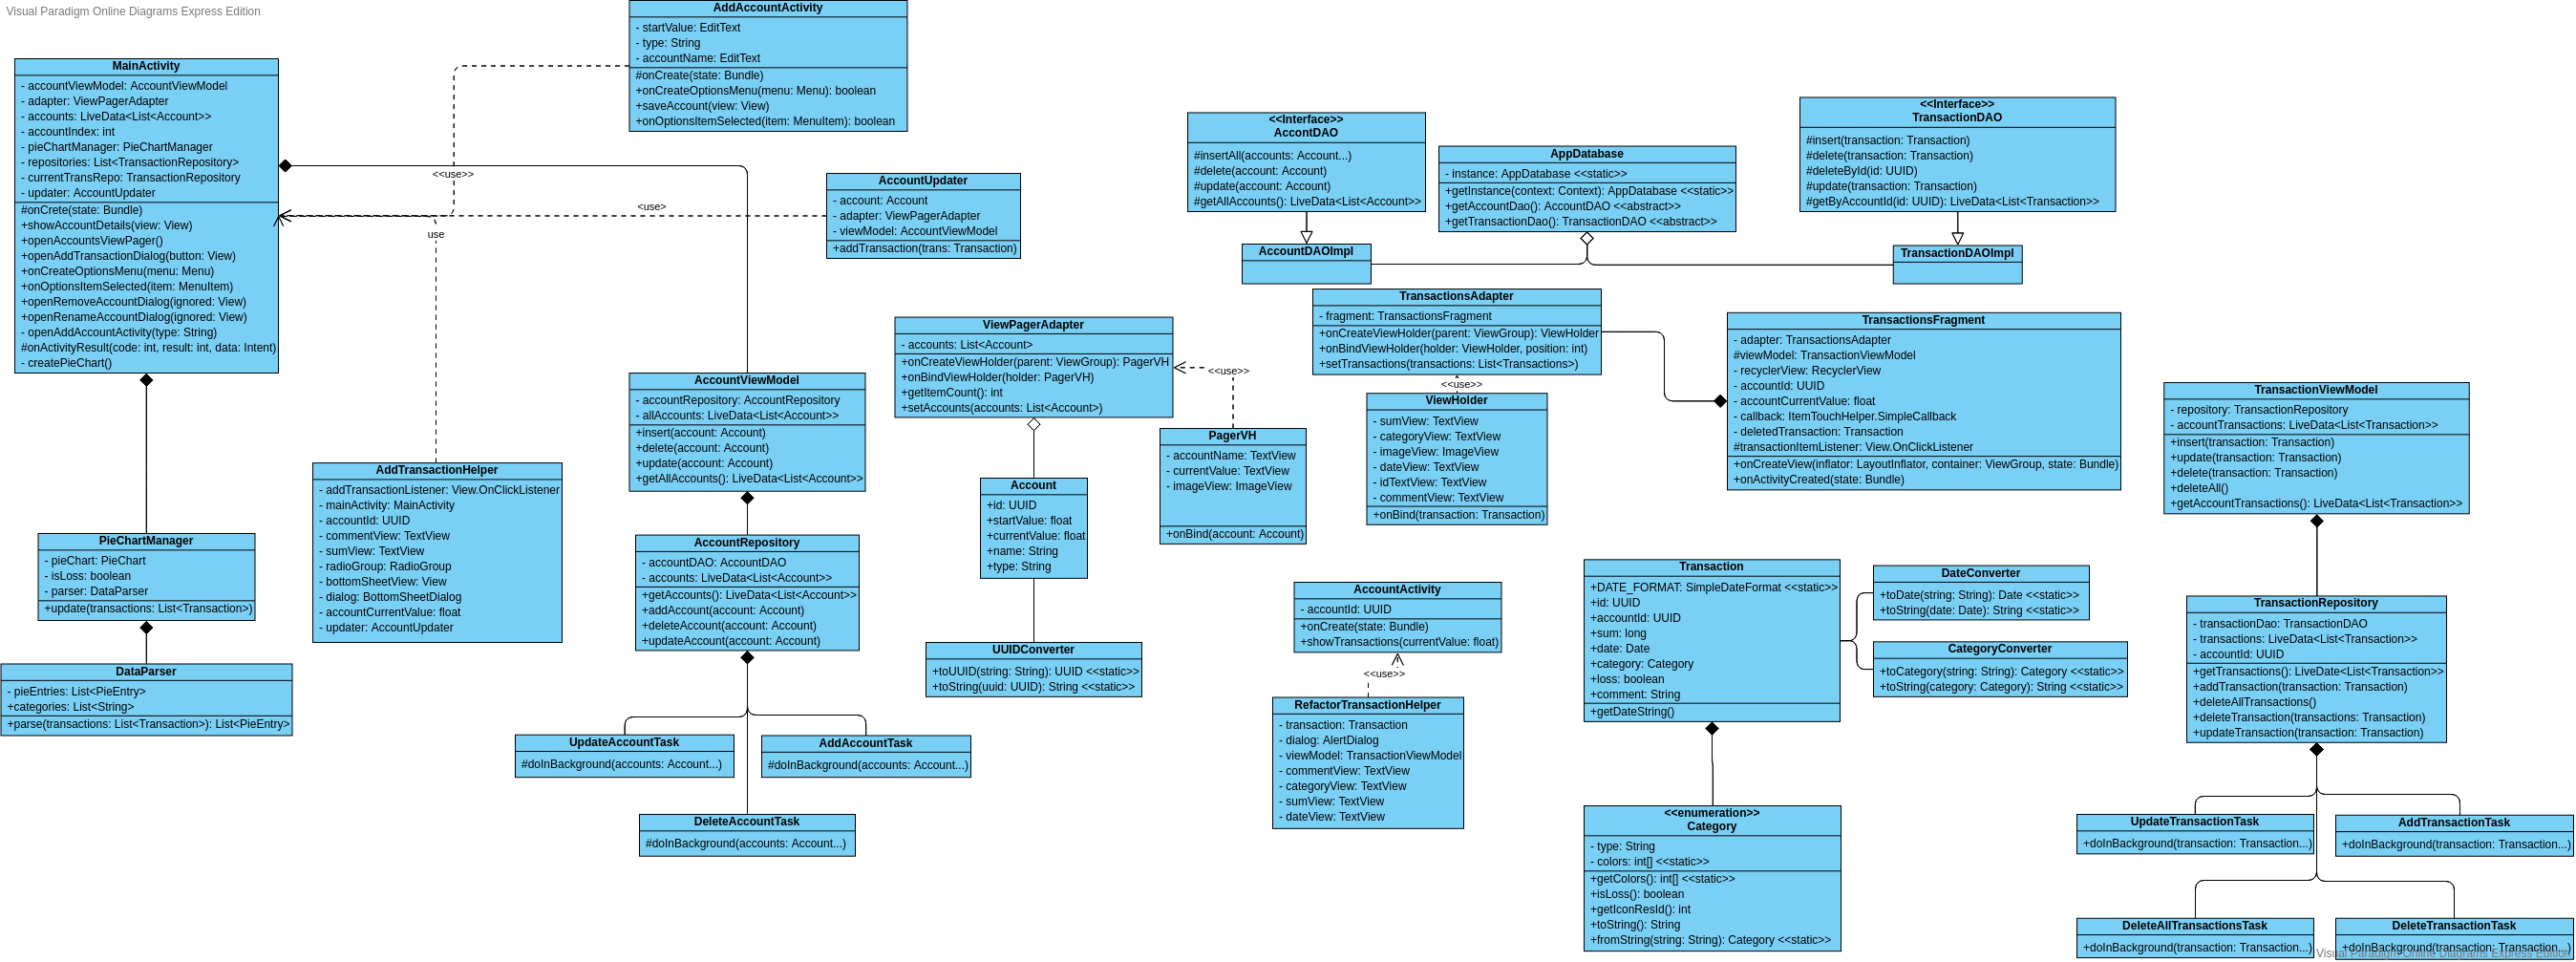 Visual Paradigm Online Diagrams Express Edition
AddAccountActivity
- startValue: EditText
- type: String
- accountName: EditText
#onCreate(state: Bundle)
+onCreateOptionsMenu(menu: Menu): boolean
+saveAccount(view: View)
+onOptionsItemSelected(item: MenuItem): boolean
MainActivity
- accountViewModel: AccountViewModel
- adapter: ViewPagerAdapter
- accounts: LiveData<List<Account>>
- accountIndex: int
- pieChartManager: PieChartManager
- repositories: List<TransactionRepository>
- currentTransRepo: TransactionRepository
- updater: AccountUpdater
#onCrete(state: Bundle)
+showAccountDetails(view: View)
+openAccountsViewPager()
+openAddTransactionDialog(button: View)
+onCreateOptionsMenu(menu: Menu)
+onOptionsItemSelected(item: MenuItem)
+openRemoveAccountDialog(ignored: View)
+openRenameAccountDialog(ignored: View)
- openAddAccountActivity(type: String)
#onActivityResult(code: int, result: int, data: Intent)
- createPieChart()
<<use>>
<use>
use
AccountUpdater
- account: Account
- adapter: ViewPagerAdapter
- viewModel: AccountViewModel
+addTransaction(trans: Transaction)
<<Interface>>
AccontDAO
#insertAll(accounts: Account...)
#delete(account: Account)
#update(account: Account)
#getAllAccounts(): LiveData<List<Account>>
AppDatabase
- instance: AppDatabase <<static>>
+getInstance(context: Context): AppDatabase <<static>>
+getAccountDao(): AccountDAO <<abstract>>
+getTransactionDao(): TransactionDAO <<abstract>>
<<Interface>>
TransactionDAO
#insert(transaction: Transaction)
#delete(transaction: Transaction)
#deleteById(id: UUID)
#update(transaction: Transaction)
#getByAccountId(id: UUID): LiveData<List<Transaction>>
AccountDAOImpl
TransactionDAOImpl
TransactionsAdapter
- fragment: TransactionsFragment
+onCreateViewHolder(parent: ViewGroup): ViewHolder
+onBindViewHolder(holder: ViewHolder, position: int)
+setTransactions(transactions: List<Transactions>)
<<use>>
ViewHolder
- sumView: TextView
- categoryView: TextView
- imageView: ImageView
- dateView: TextView
- idTextView: TextView
- commentView: TextView
+onBind(transaction: Transaction)
TransactionsFragment
- adapter: TransactionsAdapter
#viewModel: TransactionViewModel
- recyclerView: RecyclerView
- accountId: UUID
- accountCurrentValue: float
- callback: ItemTouchHelper.SimpleCallback
- deletedTransaction: Transaction
#transactionItemListener: View.OnClickListener
+onCreateView(inflator: LayoutInflator, container: ViewGroup, state: Bundle)
+onActivityCreated(state: Bundle)
ViewPagerAdapter
- accounts: List<Account>
+onCreateViewHolder(parent: ViewGroup): PagerVH
+onBindViewHolder(holder: PagerVH)
+getItemCount(): int
+setAccounts(accounts: List<Account>)
<<use>>
PagerVH
- accountName: TextView
- currentValue: TextView
- imageView: ImageView
+onBind(account: Account)
AccountViewModel
- accountRepository: AccountRepository
- allAccounts: LiveData<List<Account>>
+insert(account: Account)
+delete(account: Account)
+update(account: Account)
+getAllAccounts(): LiveData<List<Account>>
TransactionViewModel
- repository: TransactionRepository
- accountTransactions: LiveData<List<Transaction>>
+insert(transaction: Transaction)
+update(transaction: Transaction)
+delete(transaction: Transaction)
+deleteAll()
+getAccountTransactions(): LiveData<List<Transaction>>
AddTransactionHelper
- addTransactionListener: View.OnClickListener
- mainActivity: MainActivity
- accountId: UUID
- commentView: TextView
- sumView: TextView
- radioGroup: RadioGroup
- bottomSheetView: View
- dialog: BottomSheetDialog
- accountCurrentValue: float
- updater: AccountUpdater
Account
+id: UUID
+startValue: float
+currentValue: float
+name: String
+type: String
PieChartManager
- pieChart: PieChart
- isLoss: boolean
- parser: DataParser
+update(transactions: List<Transaction>)
AccountRepository
- accountDAO: AccountDAO
- accounts: LiveData<List<Account>>
+getAccounts(): LiveData<List<Account>>
+addAccount(account: Account)
+deleteAccount(account: Account)
+updateAccount(account: Account)
UUIDConverter
+toUUID(string: String): UUID <<static>>
+toString(uuid: UUID): String <<static>>
AccountActivity
- accountId: UUID
+onCreate(state: Bundle)
+showTransactions(currentValue: float)
<<use>>
RefactorTransactionHelper
- transaction: Transaction
- dialog: AlertDialog
- viewModel: TransactionViewModel
- commentView: TextView
- categoryView: TextView
- sumView: TextView
- dateView: TextView
Transaction
+DATE_FORMAT: SimpleDateFormat <<static>>
+id: UUID
+accountId: UUID
+sum: long
+date: Date
+category: Category
+loss: boolean
+comment: String
+getDateString()
DateConverter
+toDate(string: String): Date <<static>>
+toString(date: Date): String <<static>>
CategoryConverter
+toCategory(string: String): Category <<static>>
+toString(category: Category): String <<static>>
TransactionRepository
- transactionDao: TransactionDAO
- transactions: LiveData<List<Transaction>>
- accountId: UUID
+getTransactions(): LiveData<List<Transaction>>
+addTransaction(transaction: Transaction)
+deleteAllTransactions()
+deleteTransaction(transactions: Transaction)
+updateTransaction(transaction: Transaction)
DataParser
- pieEntries: List<PieEntry>
+categories: List<String>
+parse(transactions: List<Transaction>): List<PieEntry>
UpdateAccountTask
#doInBackground(accounts: Account...)
AddAccountTask
#doInBackground(accounts: Account...)
DeleteAccountTask
#doInBackground(accounts: Account...)
<<enumeration>>
Category
- type: String
- colors: int[] <<static>>
+getColors(): int[] <<static>>
+isLoss(): boolean
+getIconResId(): int
+toString(): String
+fromString(string: String): Category <<static>>
UpdateTransactionTask
+doInBackground(transaction: Transaction...)
AddTransactionTask
+doInBackground(transaction: Transaction...)
DeleteAllTransactionsTask
+doInBackground(transaction: Transaction...)
DeleteTransactionTask
+doInBackground(transaction: Transaction...)
Visual Paradigm Online Diagrams Express Edition